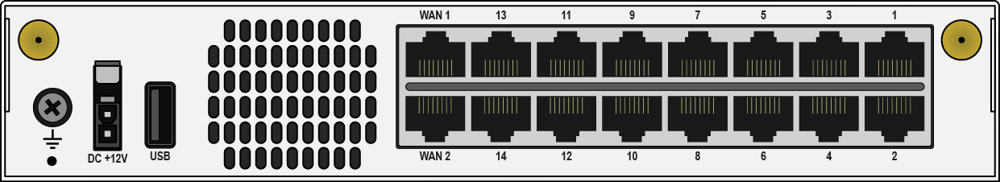 WAN 1 13 11 9 7 5 3 1
DC +12V USB
WAN 2 14 12 10 8 6 4 2